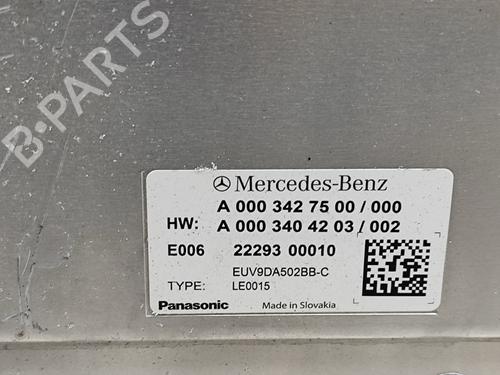 B-PARTS
Mercedes-Benz
A 000 342 75 00 / 000
HW: A 000 340 42 03 / 002
E006 22293 00010
EUV9DA502BB-C
TYPE: LE0015
Panasonic Made in Slovakia